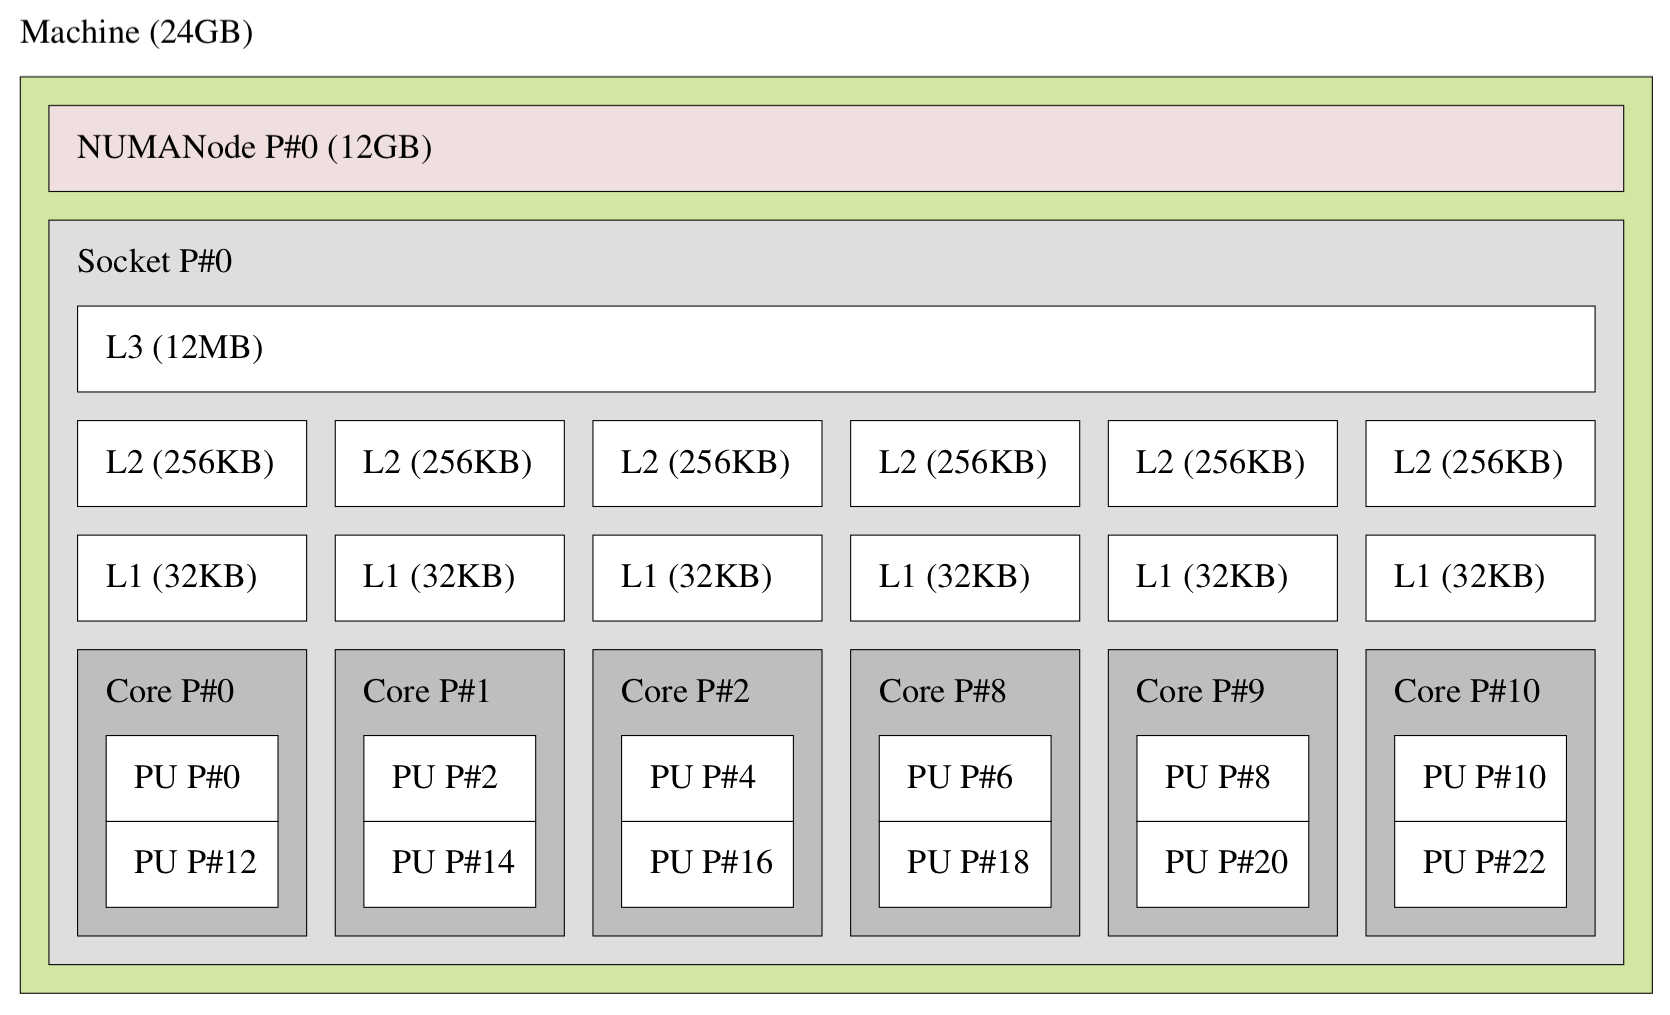 Machine (24GB)
NUMANode P#0 (12GB)
Socket P#0
L3 (12MB)
L2 (256KB) L2 (256KB) L2 (256KB) L2 (256KB) L2 (256KB) L2 (256KB)
L1 (32KB) L1 (32KB) L1 (32KB) L1 (32KB) L1 (32KB) L1 (32KB)
Core P#0 Core P#1 Core P#2 Core P#8 Core P#9 Core P#10
PU P#0 PU P#2 PU P#4 PU P#6 PU P#8 PU P#10
PU P#12 PU P#14 PU P#16 PU P#18 PU P#20 PU P#22